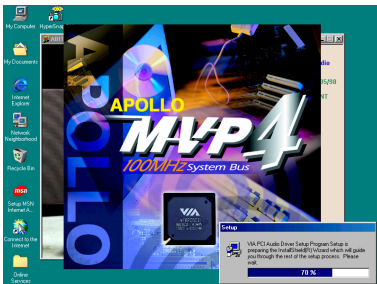 My Computer
HyperSnap
My Documents
Internet
Explorer
Network
Neighborhood
Recycle Bin
msn
Setup MSN
Internet A...
Connect to the
Internet
Online
Services
APOLLO
APOLLO
MVP4
100MHz System Bus
VIA
Setup
VIA PCI Audio Driver Setup Program Setup is
preparing the InstallShield(R) Wizard which will guide
you through the rest of the setup process. Please
wait.
70 %